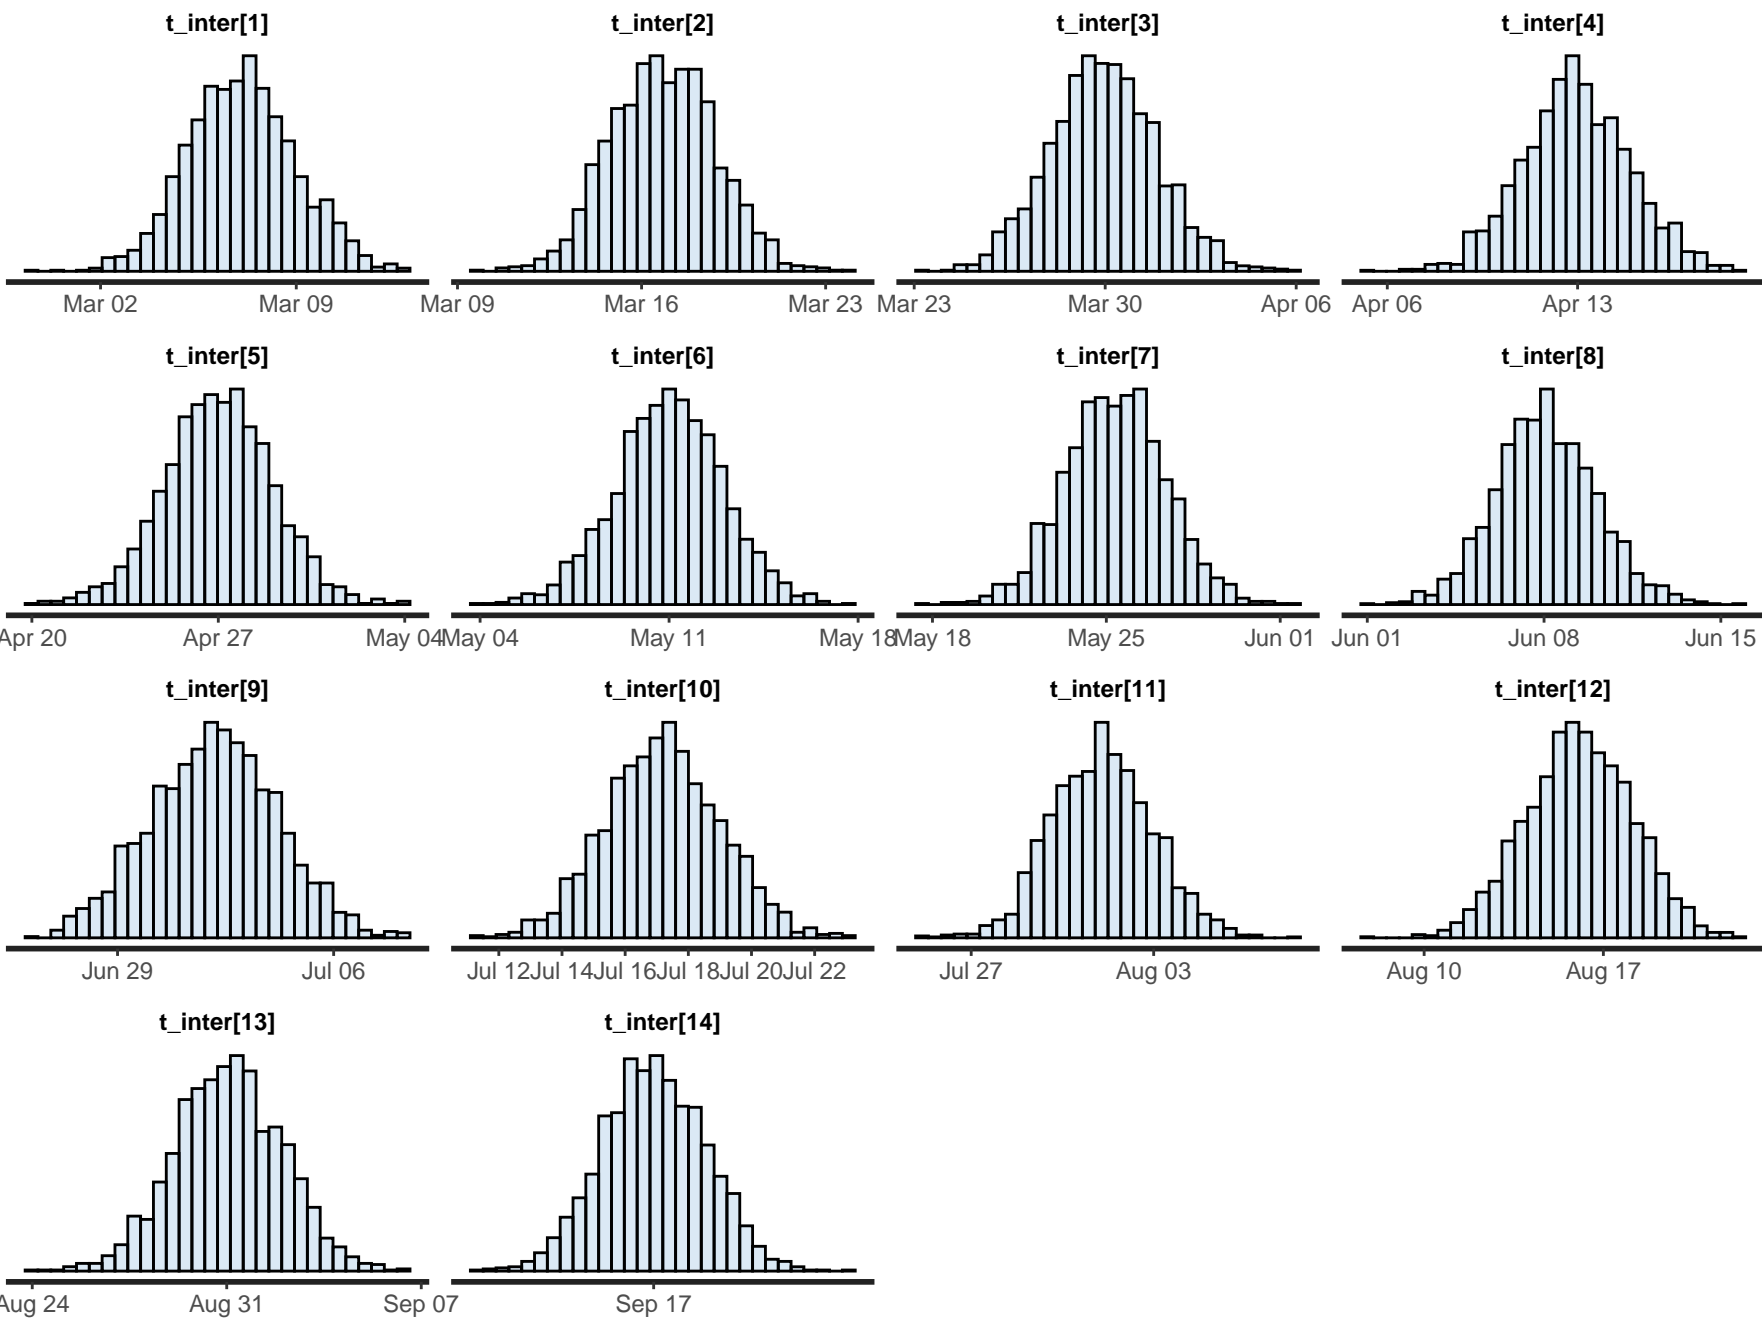 t_inter[1] t_inter[2] t_inter[3] t_inter[4]
Mar 02 Mar 09 Mar 09 Mar 16 Mar 23 Mar 23 Mar 30 Apr 06 Apr 06 Apr 13
t_inter[5] t_inter[6] t_inter[7] t_inter[8]
Apr 20 Apr 27 May 04 May 04 May 11 May 18 May 18 May 25 Jun 01 Jun 01 Jun 08 Jun 15
t_inter[9] t_inter[10] t_inter[11] t_inter[12]
Jun 29 Jul 06 Jul 12 Jul 14 Jul 16 Jul 18 Jul 20 Jul 22 Jul 27 Aug 03 Aug 10 Aug 17
t_inter[13] t_inter[14]
Aug 24 Aug 31 Sep 07 Sep 17